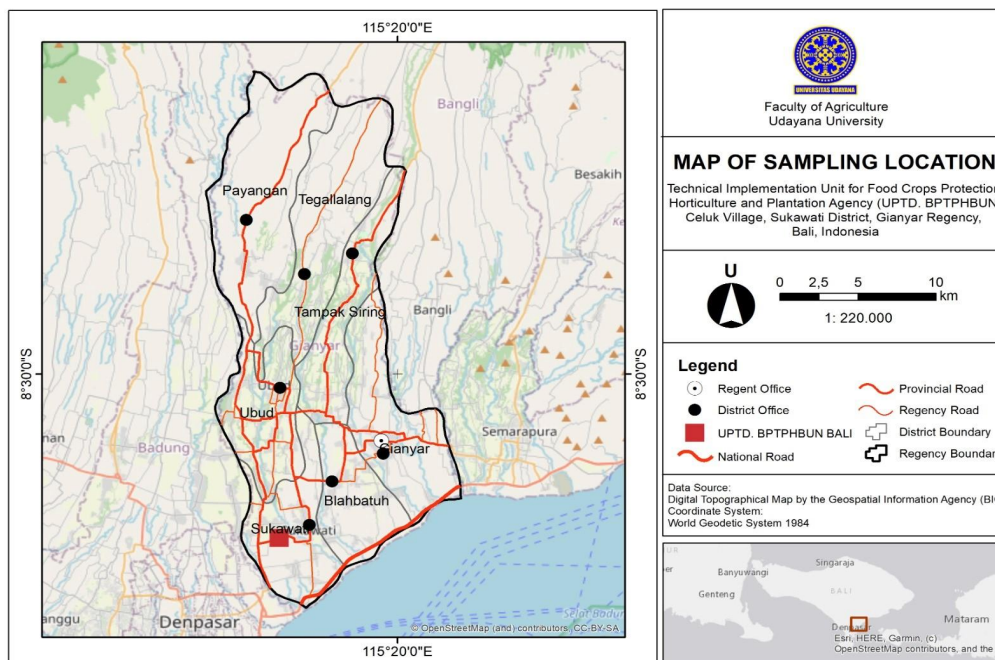 115°20'0"E
Bangli
Besakih
Payangan
Tegallalang
Tampak Siring
Bangli
Gianyar
8°30'0"S
8°30'0"S
Ubud
Semarapura
Badung
Gianyar
Blahbatuh
Sukawati
Denpasar
Selat Badung
© OpenStreetMap (and) contributors, CC-BY-SA
115°20'0"E
UNIVERSITAS UDAYANA
Faculty of Agriculture
Udayana University
MAP OF SAMPLING LOCATION
Technical Implementation Unit for Food Crops Protection
Horticulture and Plantation Agency (UPTD. BPTPHBUN
Celuk Village, Sukawati District, Gianyar Regency,
Bali, Indonesia
U
0 2,5 5 10
km
1: 220.000
Legend
Regent Office
District Office
UPTD. BPTPHBUN BALI
National Road
Provincial Road
Regency Road
District Boundary
Regency Boundar
Data Source:
Digital Topographical Map by the Geospatial Information Agency (BI
Coordinate System:
World Geodetic System 1984
Singaraja
Banyuwangi
BALI
Genteng
Denpasar
Mataram
Esri, HERE, Garmin, (c)
OpenStreetMap contributors, and the